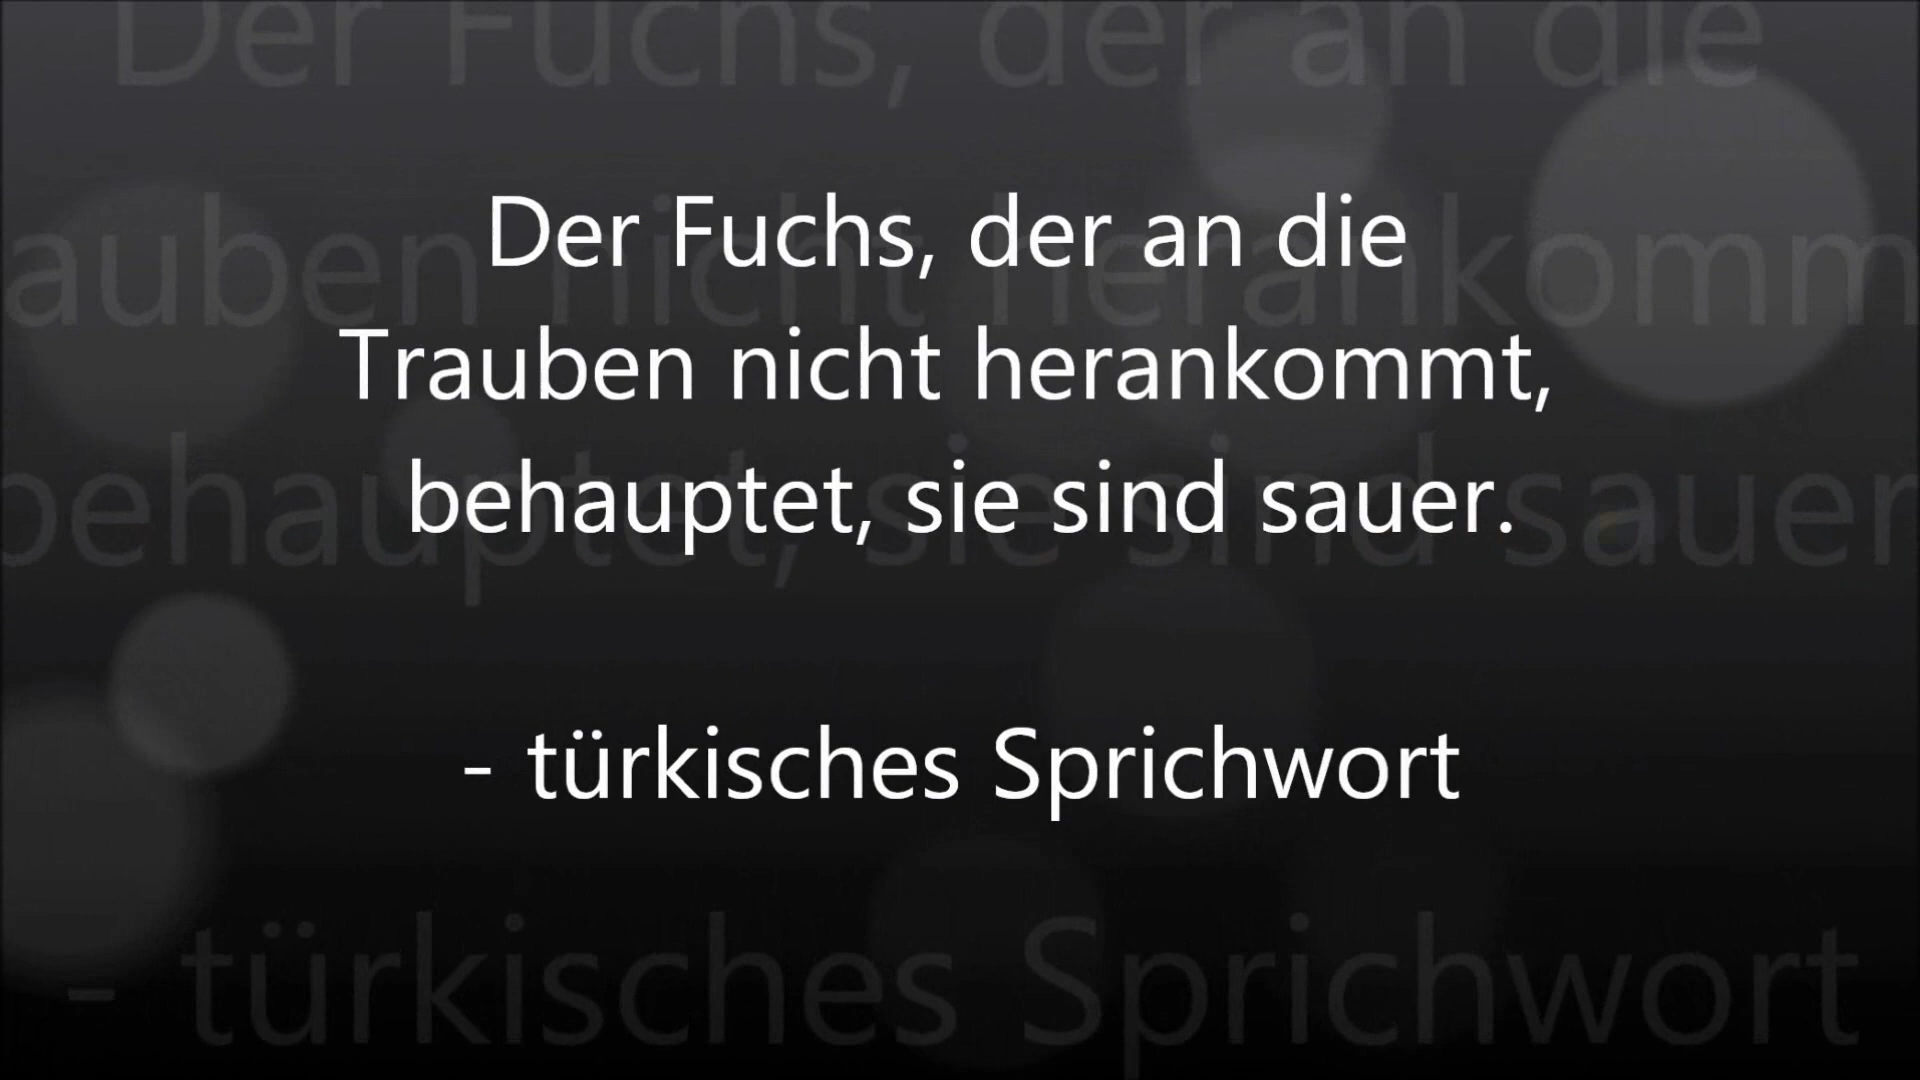 Der Fuchs, der an die
Trauben nicht herankommt,
behauptet, sie sind sauer.
- türkisches Sprichwort